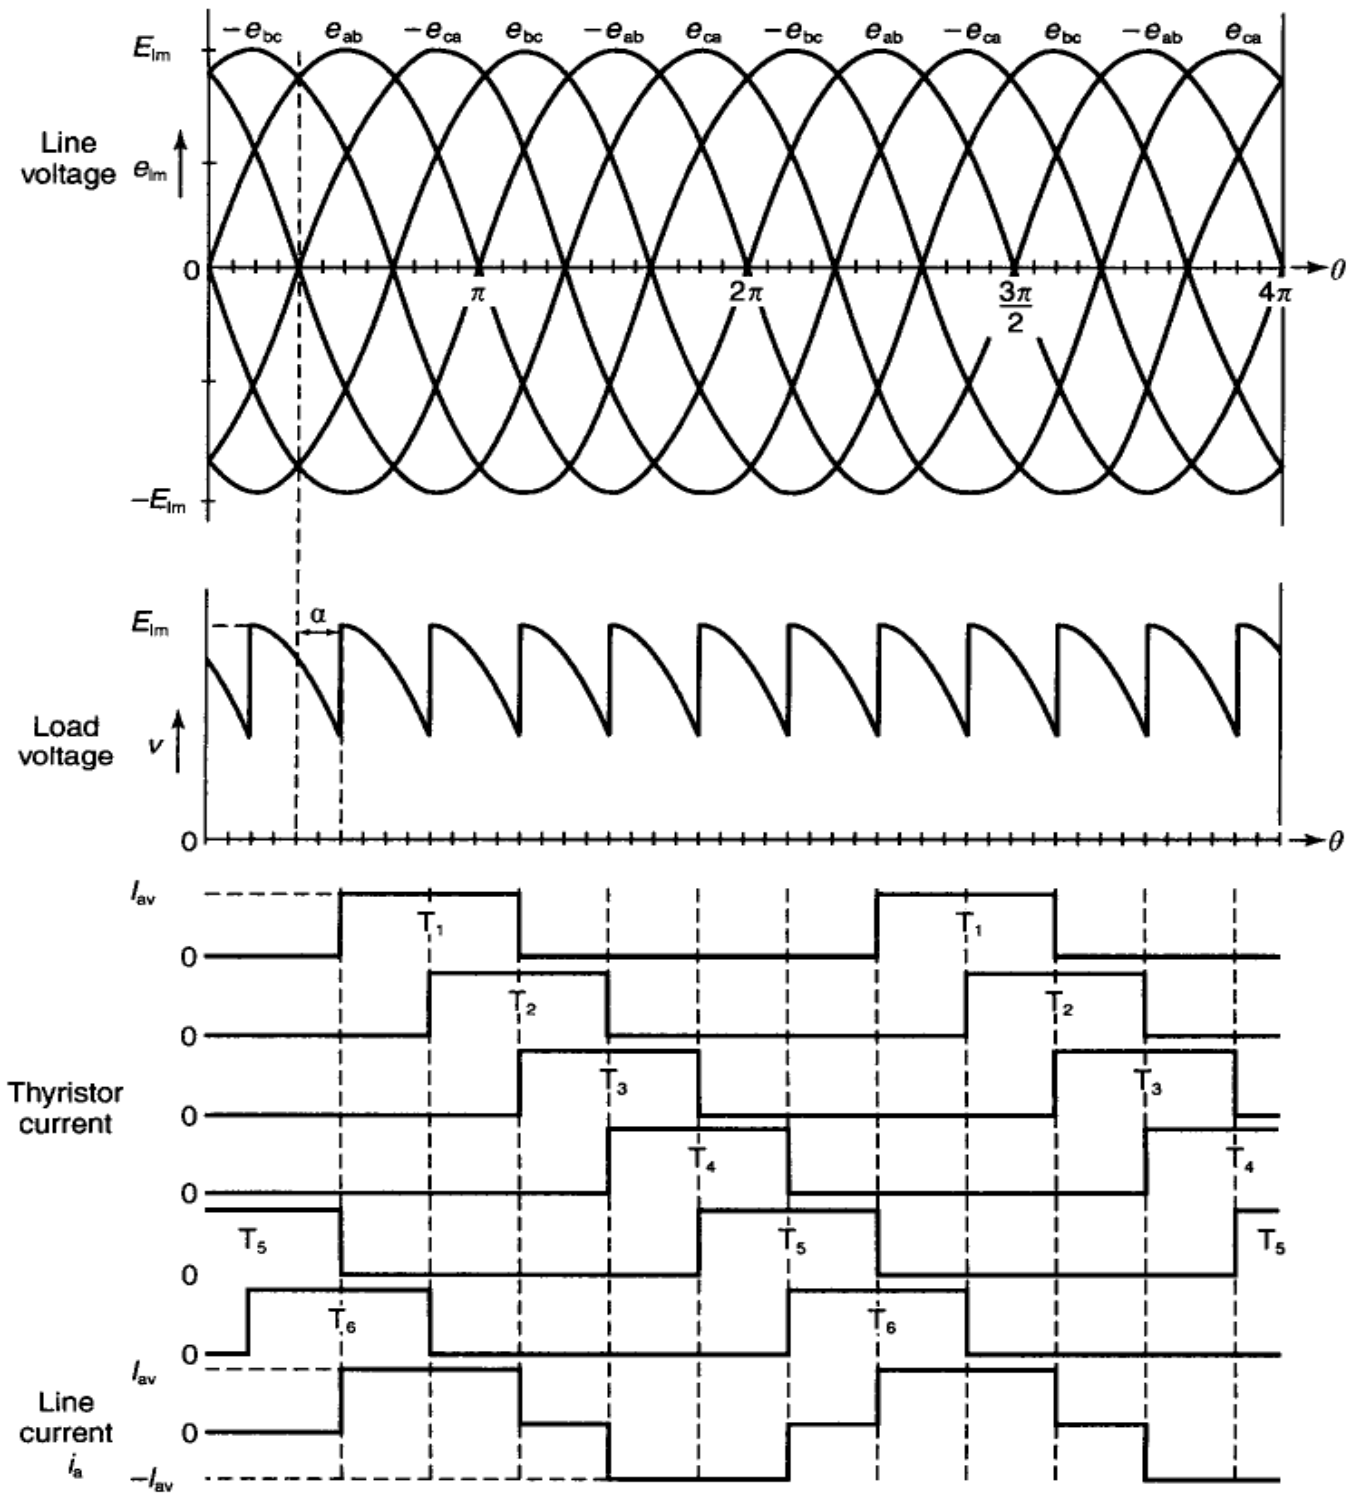 −e_bc e_ab −e_ca e_bc −e_ab e_ca −e_bc e_ab −e_ca e_bc −e_ab e_ca
E_lm
Line
voltage
e_lm
0
π
2π
3π
2
4π
θ
−E_lm
E_lm
α
Load
voltage
v
0
θ
I_av
T₁ T₁
0
T₂ T₂
0
Thyristor
current
T₃ T₃
0
T₄ T₄
0
T₅ T₅ T₅
0
T₆ T₆
0
I_av
Line
current
i_a
0
−I_av